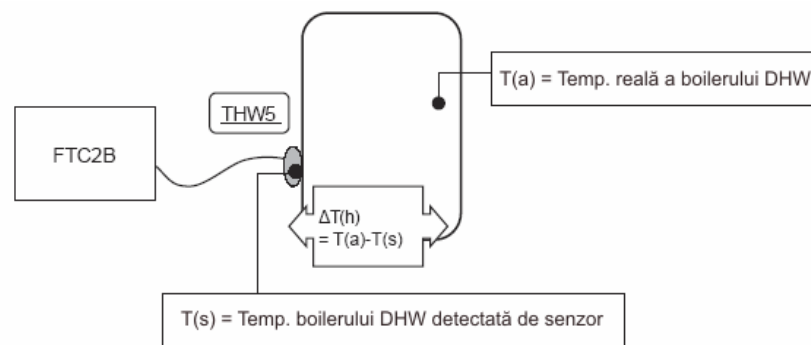 T(a) = Temp. reală a boilerului DHW
THW5
FTC2B
ΔT(h)
= T(a)-T(s)
T(s) = Temp. boilerului DHW detectată de senzor